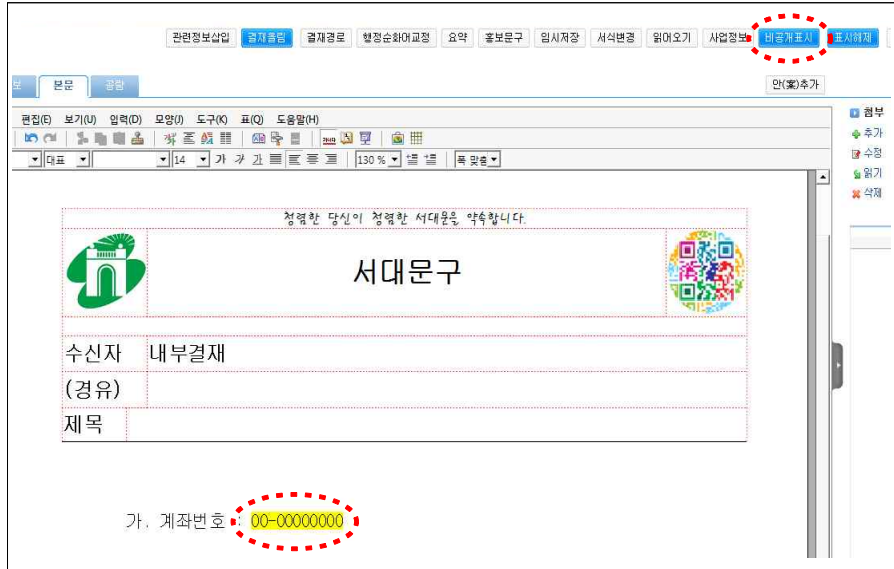 관련정보삽입 결재올림 결재경로 행정순화어교정 요약 홍보문구 임시저장 서식변경 읽어오기 사업정보 비공개표시 표시해제
보 본문 공람 안(案)추가
편집(E) 보기(U) 입력(D) 모양(J) 도구(K) 표(Q) 도움말(H)
대표 14 가 가 가 130 % 폭 맞춤
첨부
추가
수정
읽기
삭제
청렴한 당신이 청렴한 서대문을 약속합니다.
서대문구
수신자 내부결재
(경유)
제목
가. 계좌번호 : 00-00000000